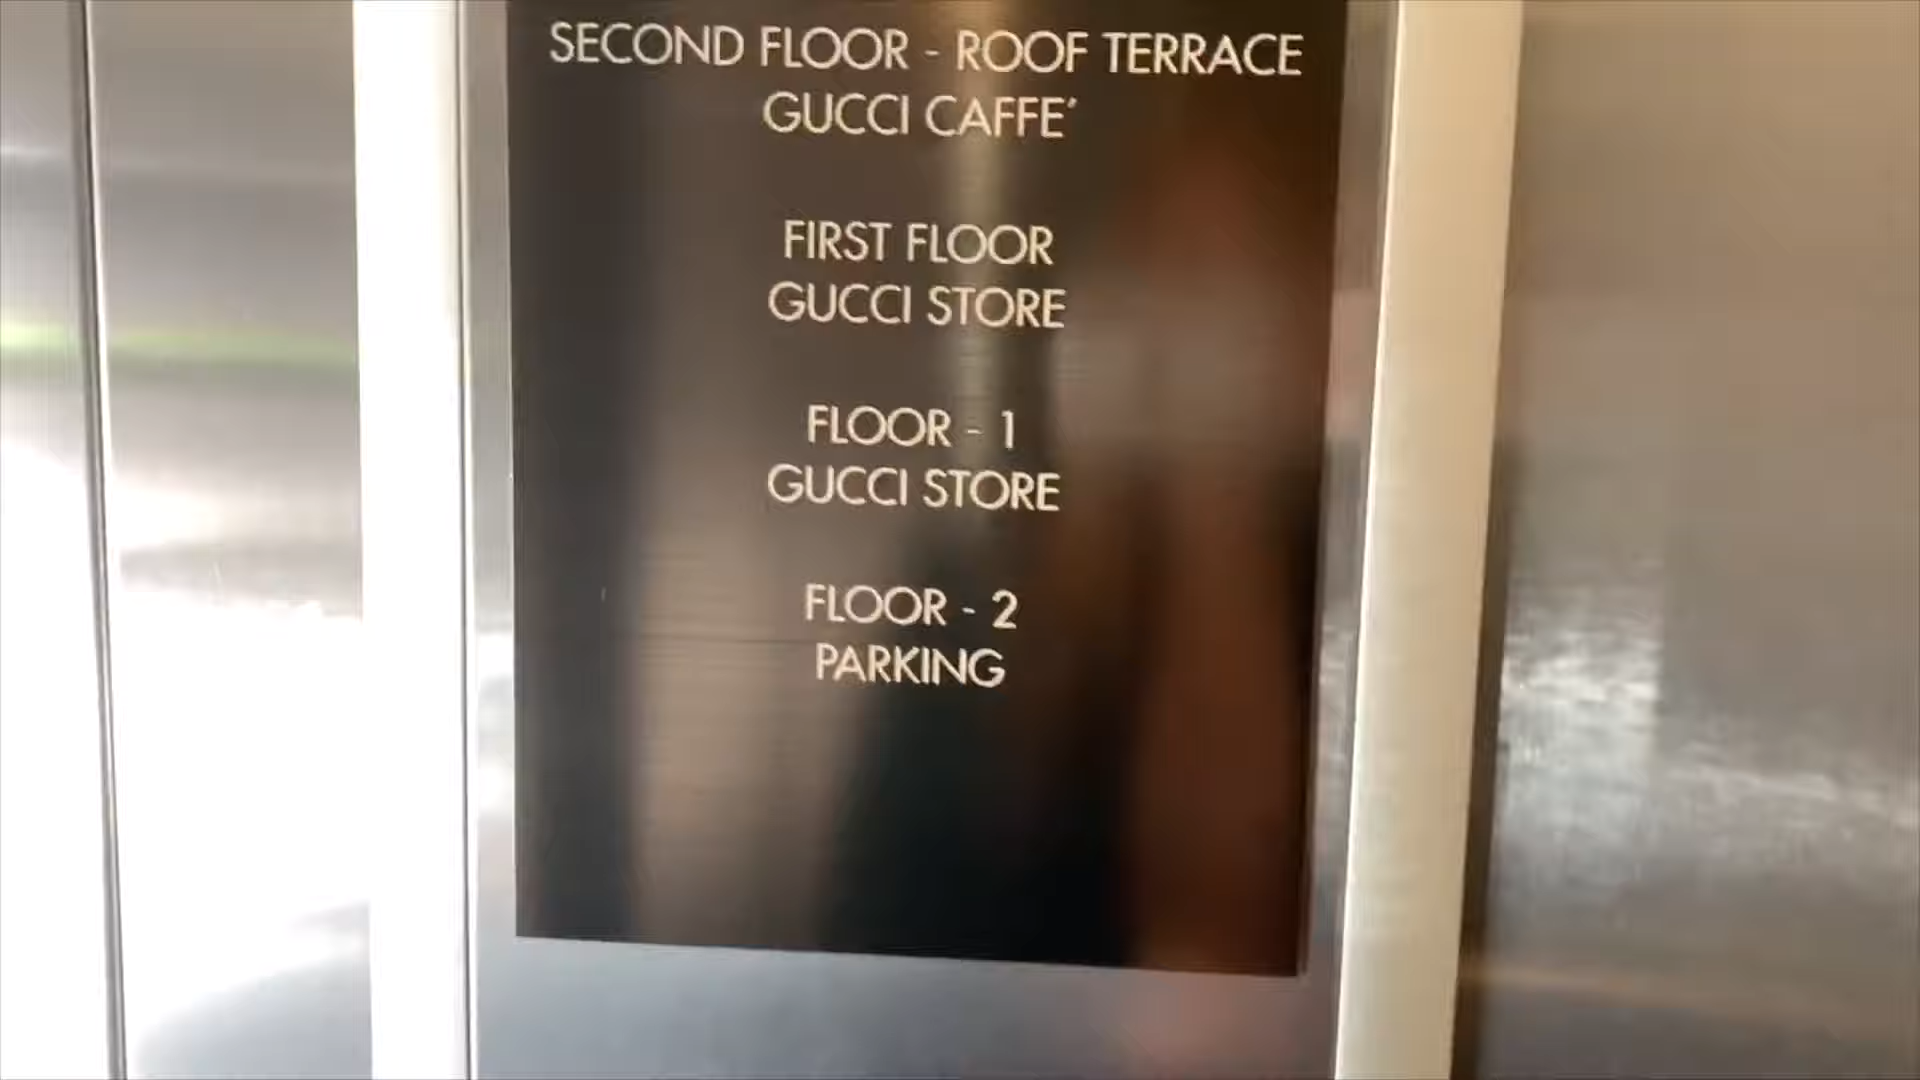 SECOND FLOOR - ROOF TERRACE
GUCCI CAFFE´
FIRST FLOOR
GUCCI STORE
FLOOR - 1
GUCCI STORE
FLOOR - 2
PARKING